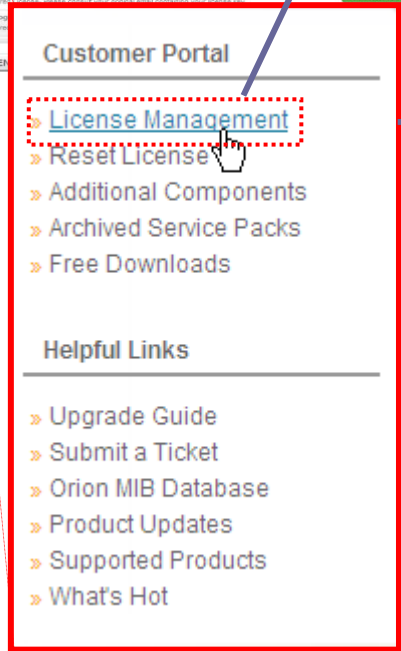 Customer Portal
» License Management
» Reset License
» Additional Components
» Archived Service Packs
» Free Downloads
Helpful Links
» Upgrade Guide
» Submit a Ticket
» Orion MIB Database
» Product Updates
» Supported Products
» What's Hot